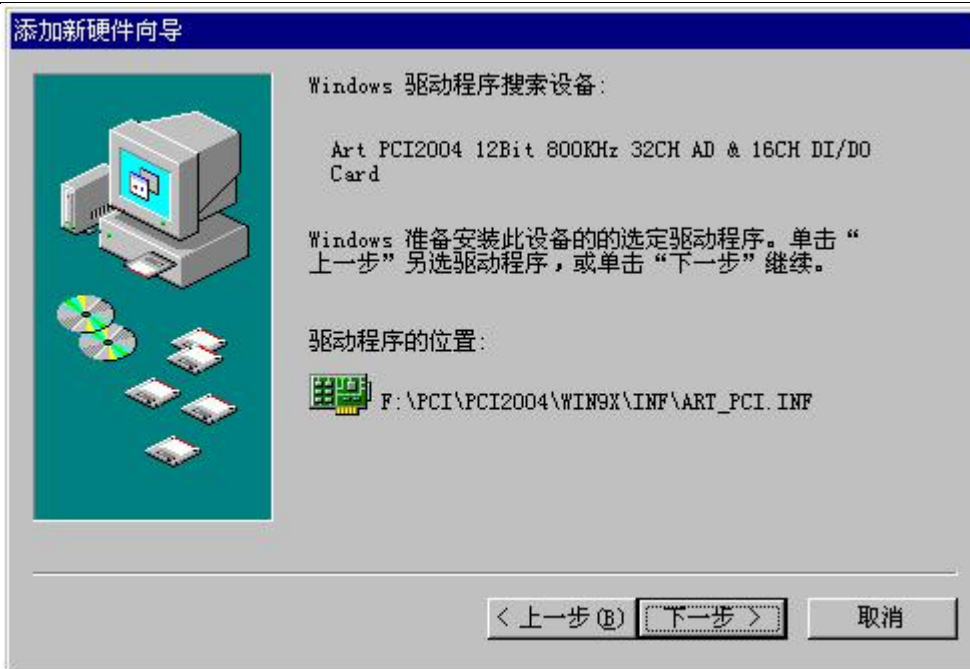 添加新硬件向导
Windows 驱动程序搜索设备:
Art PCI2004 12Bit 800KHz 32CH AD & 16CH DI/DO
Card
Windows 准备安装此设备的的选定驱动程序。单击“
上一步”另选驱动程序，或单击“下一步”继续。
驱动程序的位置:
F:\PCI\PCI2004\WIN9X\INF\ART_PCI.INF
< 上一步(B) 下一步 > 取消